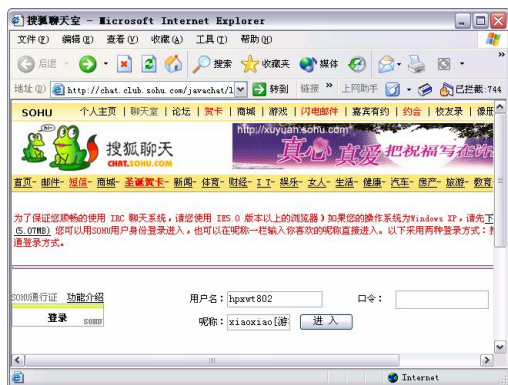 搜狐聊天室 - Microsoft Internet Explorer
文件(F) 编辑(E) 查看(V) 收藏(A) 工具(T) 帮助(H)
后退 搜索 收藏夹 媒体
地址(D) http://chat.club.sohu.com/javachat/l 转到 链接 » 上网助手 已拦截:744
SOHU 个人主页 | 聊天室 | 论坛 | 贺卡 | 商城 | 游戏 | 闪电邮件 | 嘉宾有约 | 约会 | 校友录 |
http://xuyuan.sohu.com
搜狐聊天 真心真爱 把祝福写在
CHAT.SOHU.COM
首页- 邮件- 短信- 商城- 圣诞贺卡- 新闻- 体育- 财经- I T- 娱乐- 女人- 生活- 健康- 汽车- 房产- 旅游- 教育
为了保证您顺畅的使用 IRC 聊天系统,请您使用 IE5.0 版本以上的浏览器)如果您的操作系统为Windows XP,请先下
(5.07MB) 您可以用SOHU用户身份登录进入,也可以在昵称一栏输入你喜欢的昵称直接进入。以下采用两种登录方式:
通登录方式。
SOHU通行证 功能介绍 用户名: hpxwt802 口令:
登录 SOHU 昵称: xiaoxiao[游 进 入
Internet